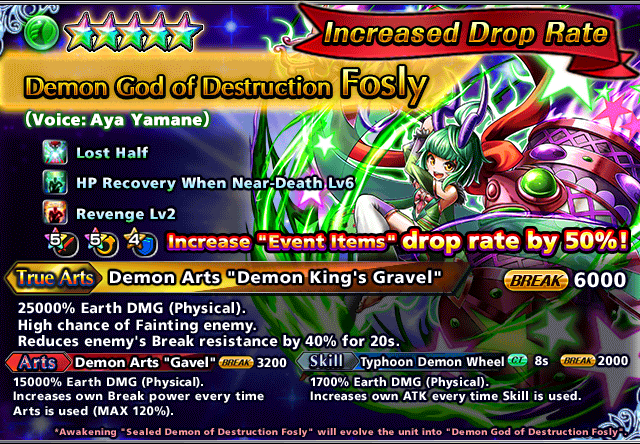 Increased Drop Rate
Demon God of Destruction Fosly
(Voice: Aya Yamane)
Lost Half
HP Recovery When Near-Death Lv6
Revenge Lv2
5 5 4 Increase "Event Items" drop rate by 50%!
True Arts Demon Arts "Demon King's Gravel" BREAK 6000
25000% Earth DMG (Physical).
High chance of Fainting enemy.
Reduces enemy's Break resistance by 40% for 20s.
Arts Demon Arts "Gavel" BREAK 3200
15000% Earth DMG (Physical).
Increases own Break power every time
Arts is used (MAX 120%).
Skill Typhoon Demon Wheel CT 8s BREAK 2000
1700% Earth DMG (Physical).
Increases own ATK every time Skill is used.
*Awakening "Sealed Demon of Destruction Fosly" will evolve the unit into "Demon God of Destruction Fosly".